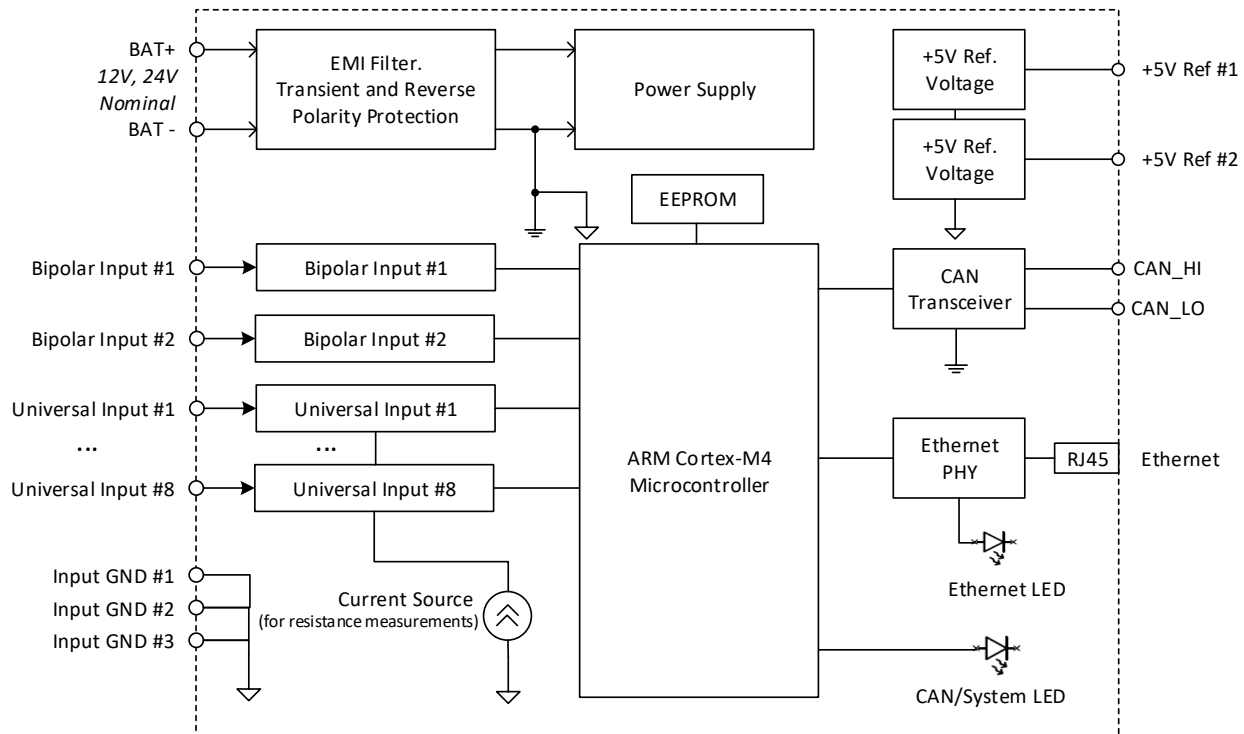 BAT+
12V, 24V
Nominal
BAT -
EMI Filter.
Transient and Reverse
Polarity Protection
Power Supply
+5V Ref.
Voltage
+5V Ref #1
+5V Ref.
Voltage
+5V Ref #2
EEPROM
Bipolar Input #1
Bipolar Input #1
Bipolar Input #2
Bipolar Input #2
Universal Input #1
Universal Input #1
...
...
Universal Input #8
Universal Input #8
ARM Cortex-M4
Microcontroller
CAN
Transceiver
CAN_HI
CAN_LO
Ethernet
PHY
RJ45
Ethernet
Ethernet LED
Input GND #1
Input GND #2
Input GND #3
Current Source
(for resistance measurements)
CAN/System LED